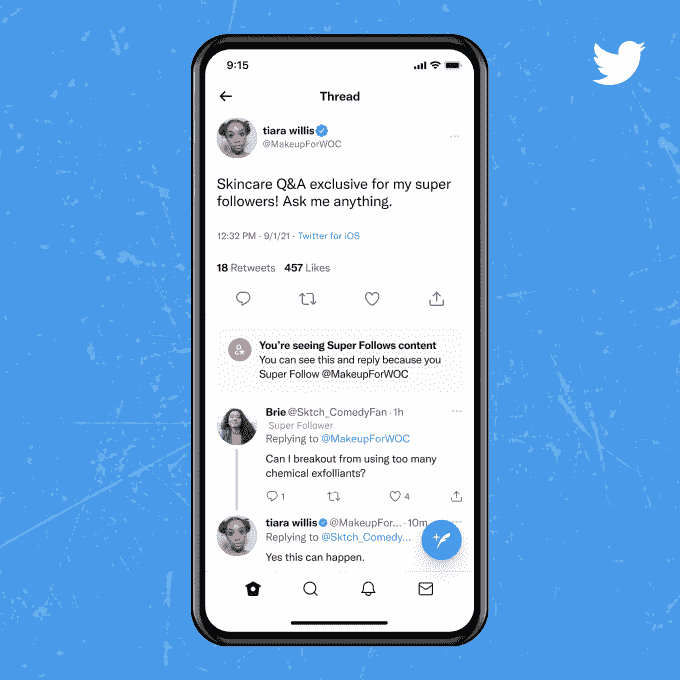 9:15
Thread
tiara willis
@MakeupForWOC
Skincare Q&A exclusive for my super
followers! Ask me anything.
12:32 PM - 9/1/21 · Twitter for iOS
18 Retweets 457 Likes
You're seeing Super Follows content
You can see this and reply because you
Super Follow @MakeupForWOC
Brie @Sktch_ComedyFan · 1h
Super Follower
Replying to @MakeupForWOC
Can I breakout from using too many
chemical exfolliants?
1 4
tiara willis @MakeupFor... · 10m
Replying to @Sktch_Comedy...
Yes this can happen.